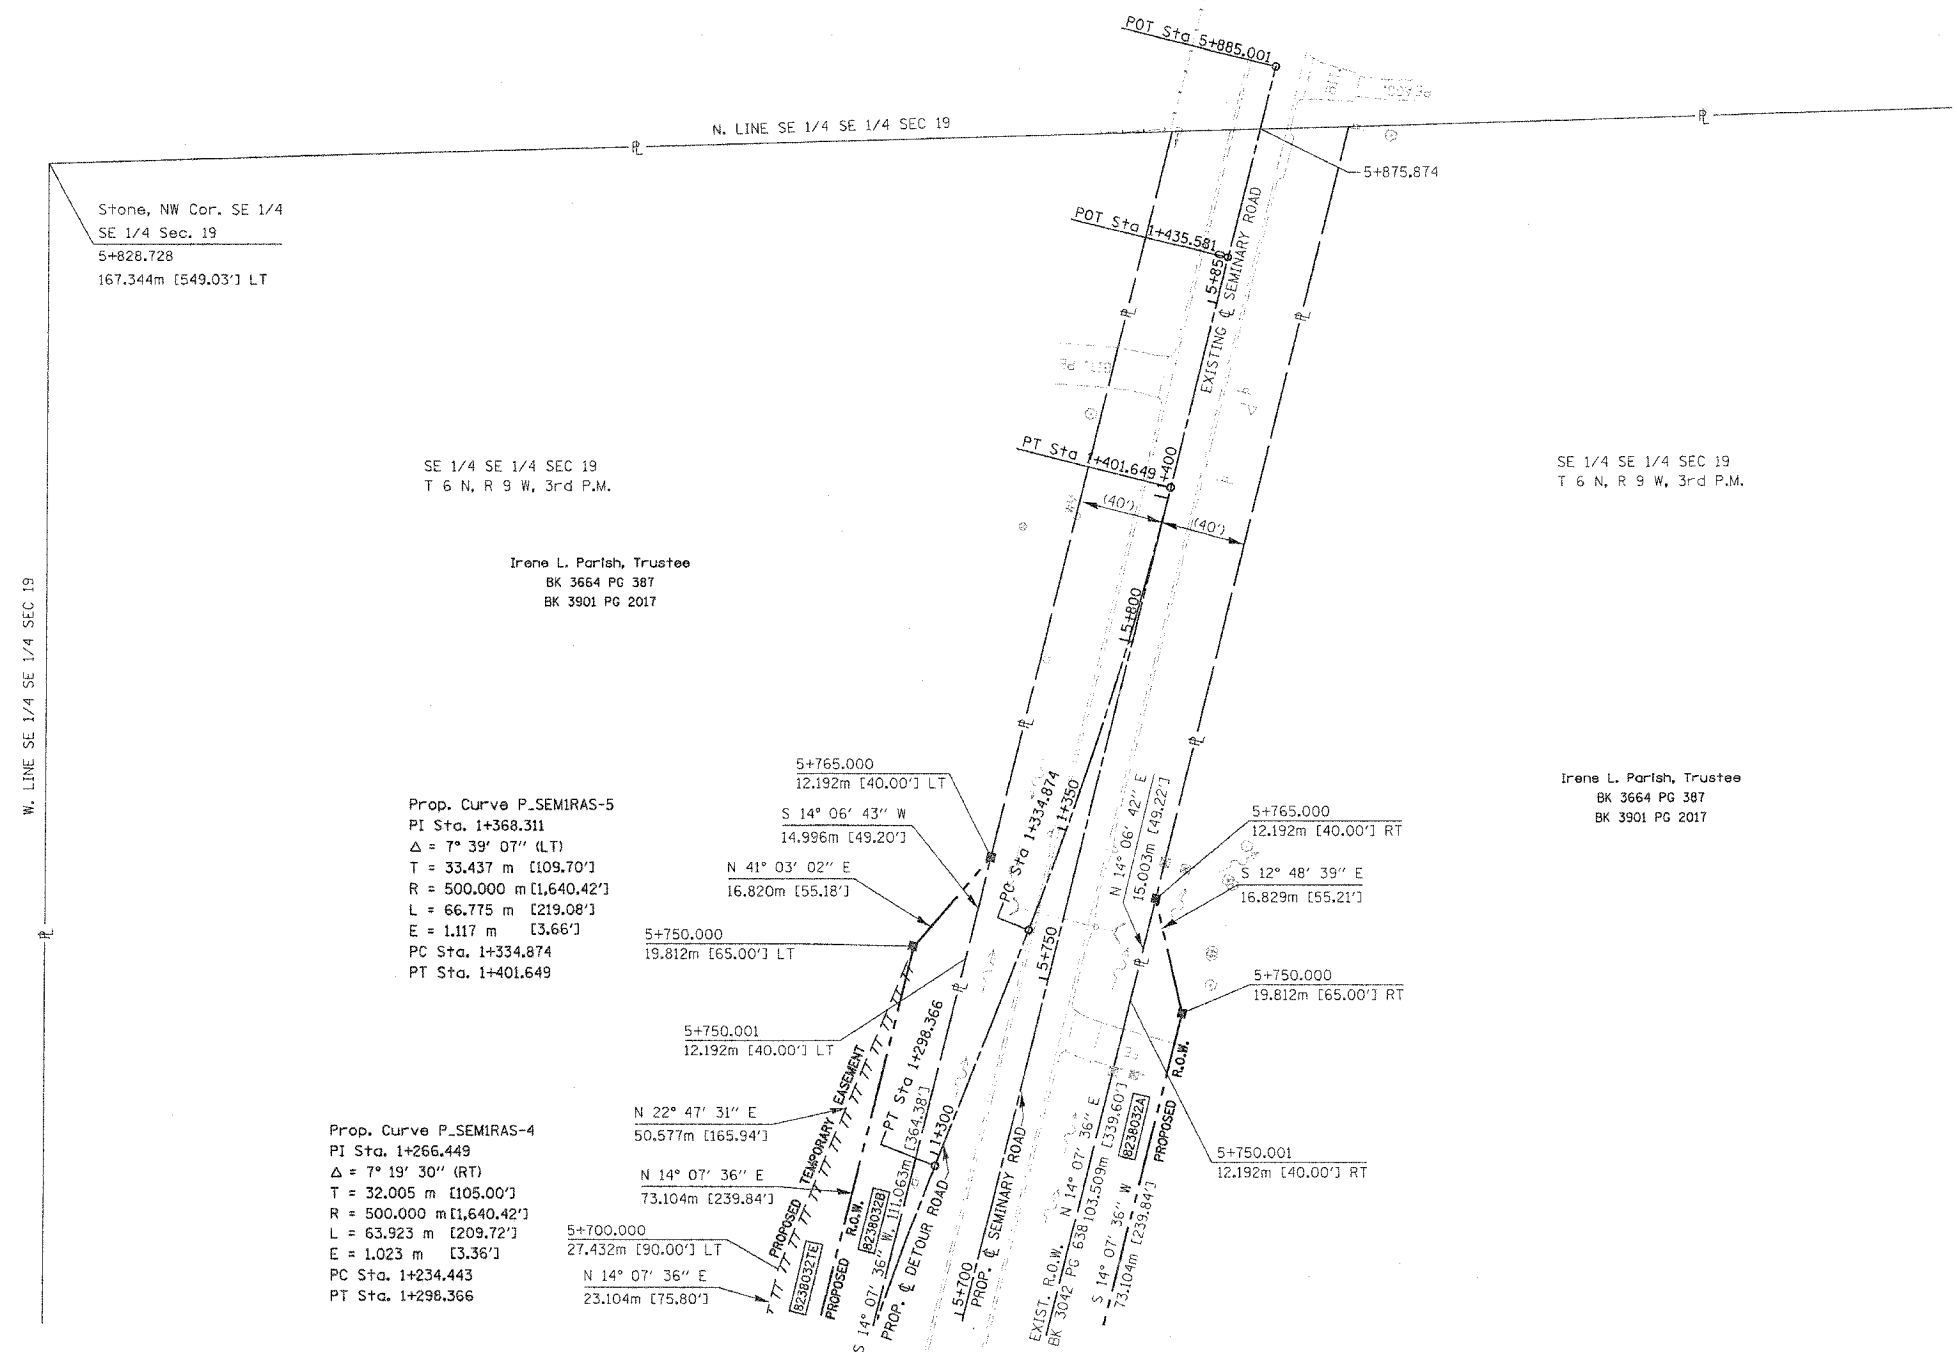 POT Sta 5+885.001
N. LINE SE 1/4 SE 1/4 SEC 19
5+875.874
Stone, NW Cor. SE 1/4
SE 1/4 Sec. 19
5+828.728
167.344m [549.03'] LT
POT Sta 1+435.581
5+850
EXISTING ℄ SEMINARY ROAD
PT Sta 1+401.649
1+400
(40')
(40')
SE 1/4 SE 1/4 SEC 19
T 6 N, R 9 W, 3rd P.M.
SE 1/4 SE 1/4 SEC 19
T 6 N, R 9 W, 3rd P.M.
Irene L. Parish, Trustee
BK 3664 PG 387
BK 3901 PG 2017
W. LINE SE 1/4 SE 1/4 SEC 19
5+800
Irene L. Parish, Trustee
BK 3664 PG 387
BK 3901 PG 2017
5+765.000
12.192m [40.00'] LT
S 14° 06' 43" W
14.996m [49.20']
N 41° 03' 02" E
16.820m [55.18']
5+750.000
19.812m [65.00'] LT
5+750.001
12.192m [40.00'] LT
PC Sta 1+334.874
1+350
N 14° 06' 42" E
15.003m [49.22']
5+765.000
12.192m [40.00'] RT
S 12° 48' 39" E
16.829m [55.21']
5+750.000
19.812m [65.00'] RT
5+750
5+750.001
12.192m [40.00'] RT
Prop. Curve P_SEM1RAS-5
PI Sta. 1+368.311
Δ = 7° 39' 07" (LT)
T = 33.437 m [109.70']
R = 500.000 m [1,640.42']
L = 66.775 m [219.08']
E = 1.117 m [3.66']
PC Sta. 1+334.874
PT Sta. 1+401.649
Prop. Curve P_SEM1RAS-4
PI Sta. 1+266.449
Δ = 7° 19' 30" (RT)
T = 32.005 m [105.00']
R = 500.000 m [1,640.42']
L = 63.923 m [209.72']
E = 1.023 m [3.36']
PC Sta. 1+234.443
PT Sta. 1+298.366
N 22° 47' 31" E
50.577m [165.94']
N 14° 07' 36" E
73.104m [239.84']
5+700.000
27.432m [90.00'] LT
N 14° 07' 36" E
23.104m [75.80']
PROPOSED TEMPORARY EASEMENT
8238032TE
PROPOSED R.O.W.
8238032B
PT Sta 1+298.366
1+300
S 14° 07' 36" W, 111.063m [364.38']
PROP. ℄ DETOUR ROAD
5+700
PROP. ℄ SEMINARY ROAD
EXIST. R.O.W. N 14° 07' 36" E
BK 3042 PG 638 103.509m [339.60']
8238032A
S 14° 07' 36" W
73.104m [239.84']
PROPOSED R.O.W.